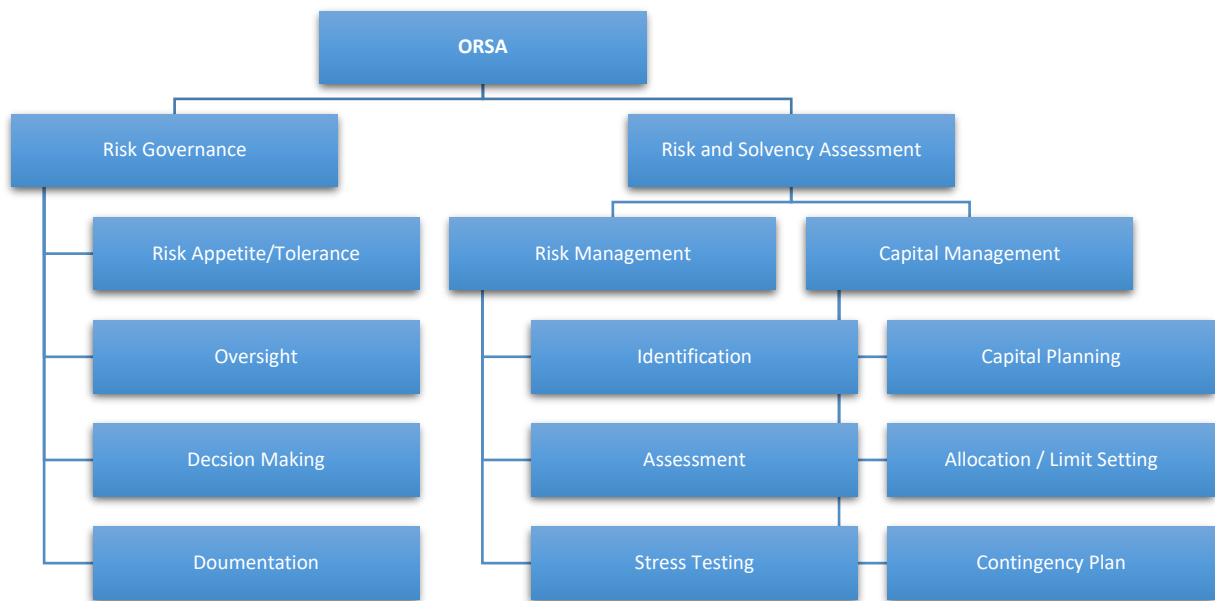 ORSA
Risk Governance
Risk and Solvency Assessment
Risk Appetite/Tolerance
Risk Management
Capital Management
Oversight
Identification
Capital Planning
Decsion Making
Assessment
Allocation / Limit Setting
Doumentation
Stress Testing
Contingency Plan